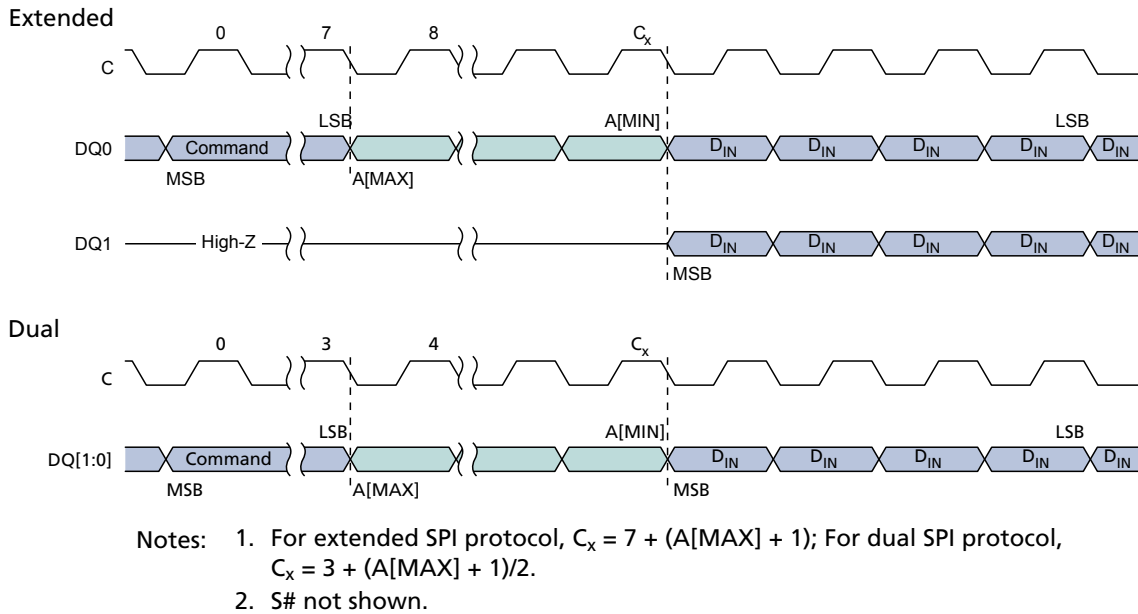 Extended
0 7 8 Cx
C
LSB A[MIN] LSB
DQ0 Command DIN DIN DIN DIN DIN
MSB A[MAX]
DQ1 High-Z DIN DIN DIN DIN DIN
MSB
Dual
0 3 4 Cx
C
LSB A[MIN] LSB
DQ[1:0] Command DIN DIN DIN DIN DIN
MSB A[MAX] MSB
Notes: 1. For extended SPI protocol, Cx = 7 + (A[MAX] + 1); For dual SPI protocol,
Cx = 3 + (A[MAX] + 1)/2.
2. S# not shown.